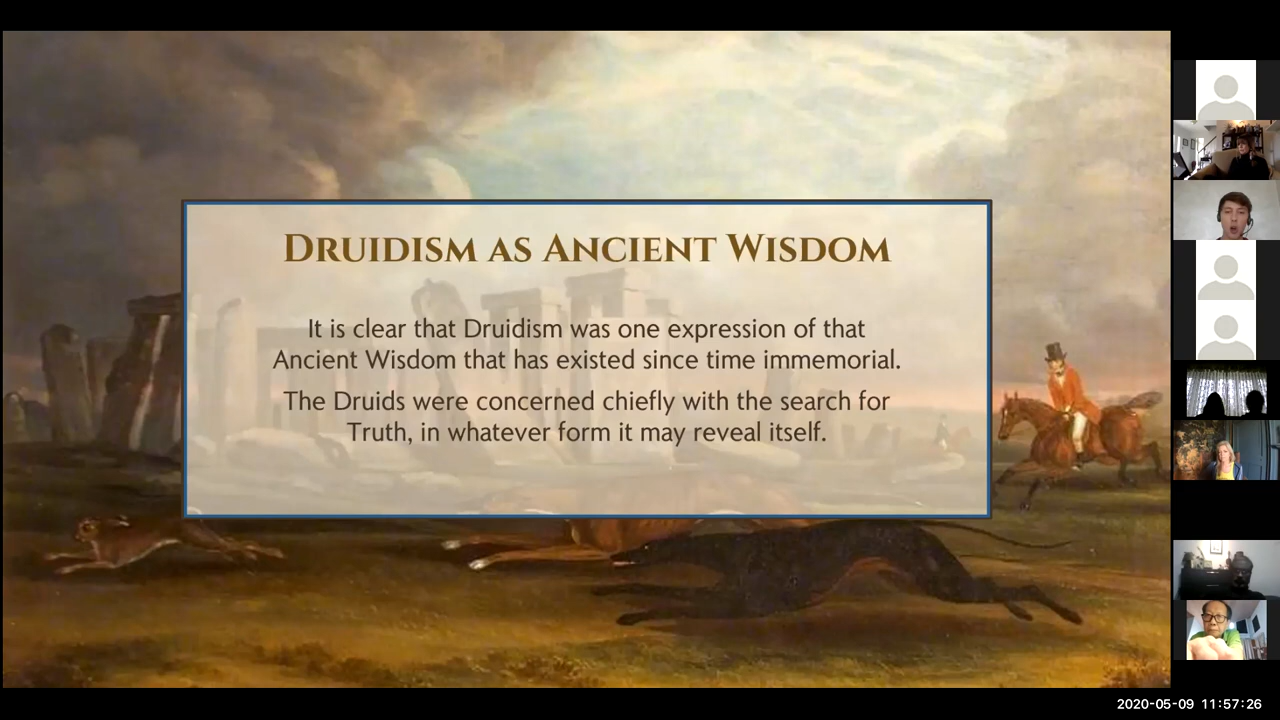 Druidism as Ancient Wisdom
It is clear that Druidism was one expression of that
Ancient Wisdom that has existed since time immemorial.
The Druids were concerned chiefly with the search for
Truth, in whatever form it may reveal itself.
2020-05-09 11:57:26